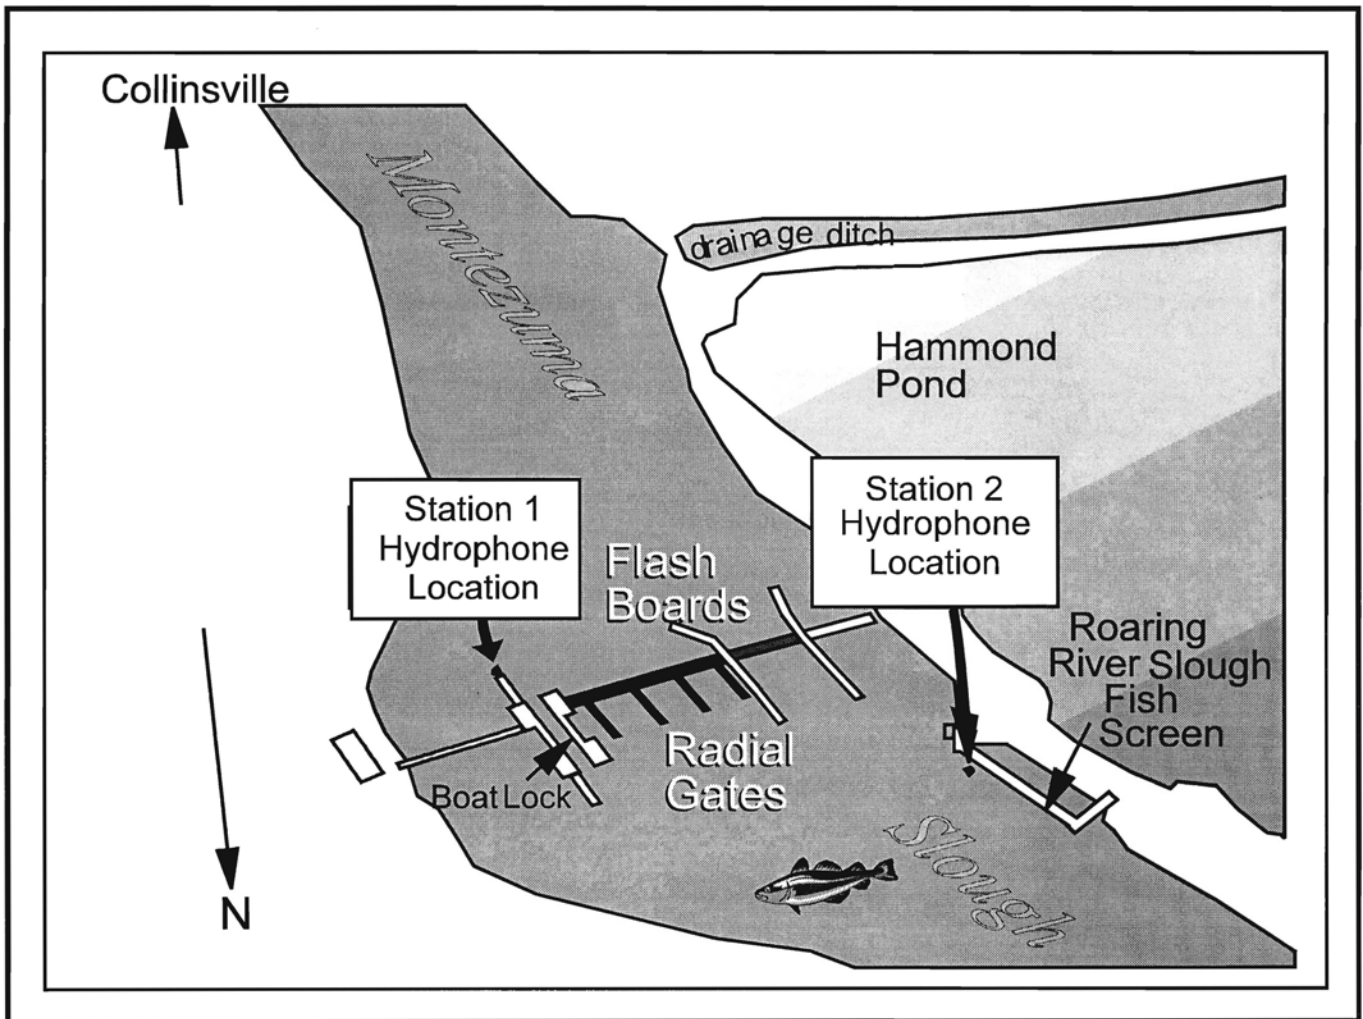 Collinsville
Montezuma
drainage ditch
Hammond
Pond
Station 1
Hydrophone
Location
Flash
Boards
Station 2
Hydrophone
Location
Roaring
River Slough
Fish
Screen
Radial
Gates
Boat Lock
Slough
N